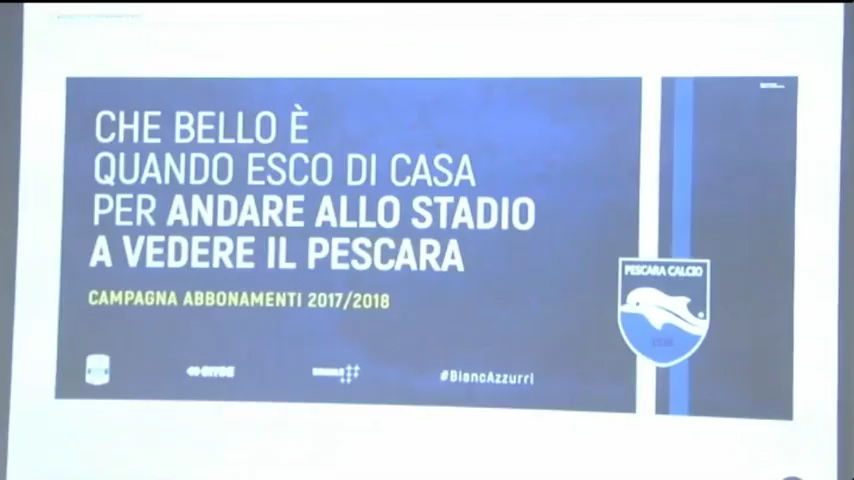 CHE BELLO È
QUANDO ESCO DI CASA
PER ANDARE ALLO STADIO
A VEDERE IL PESCARA
CAMPAGNA ABBONAMENTI 2017/2018
PESCARA CALCIO
#BiancAzzurri